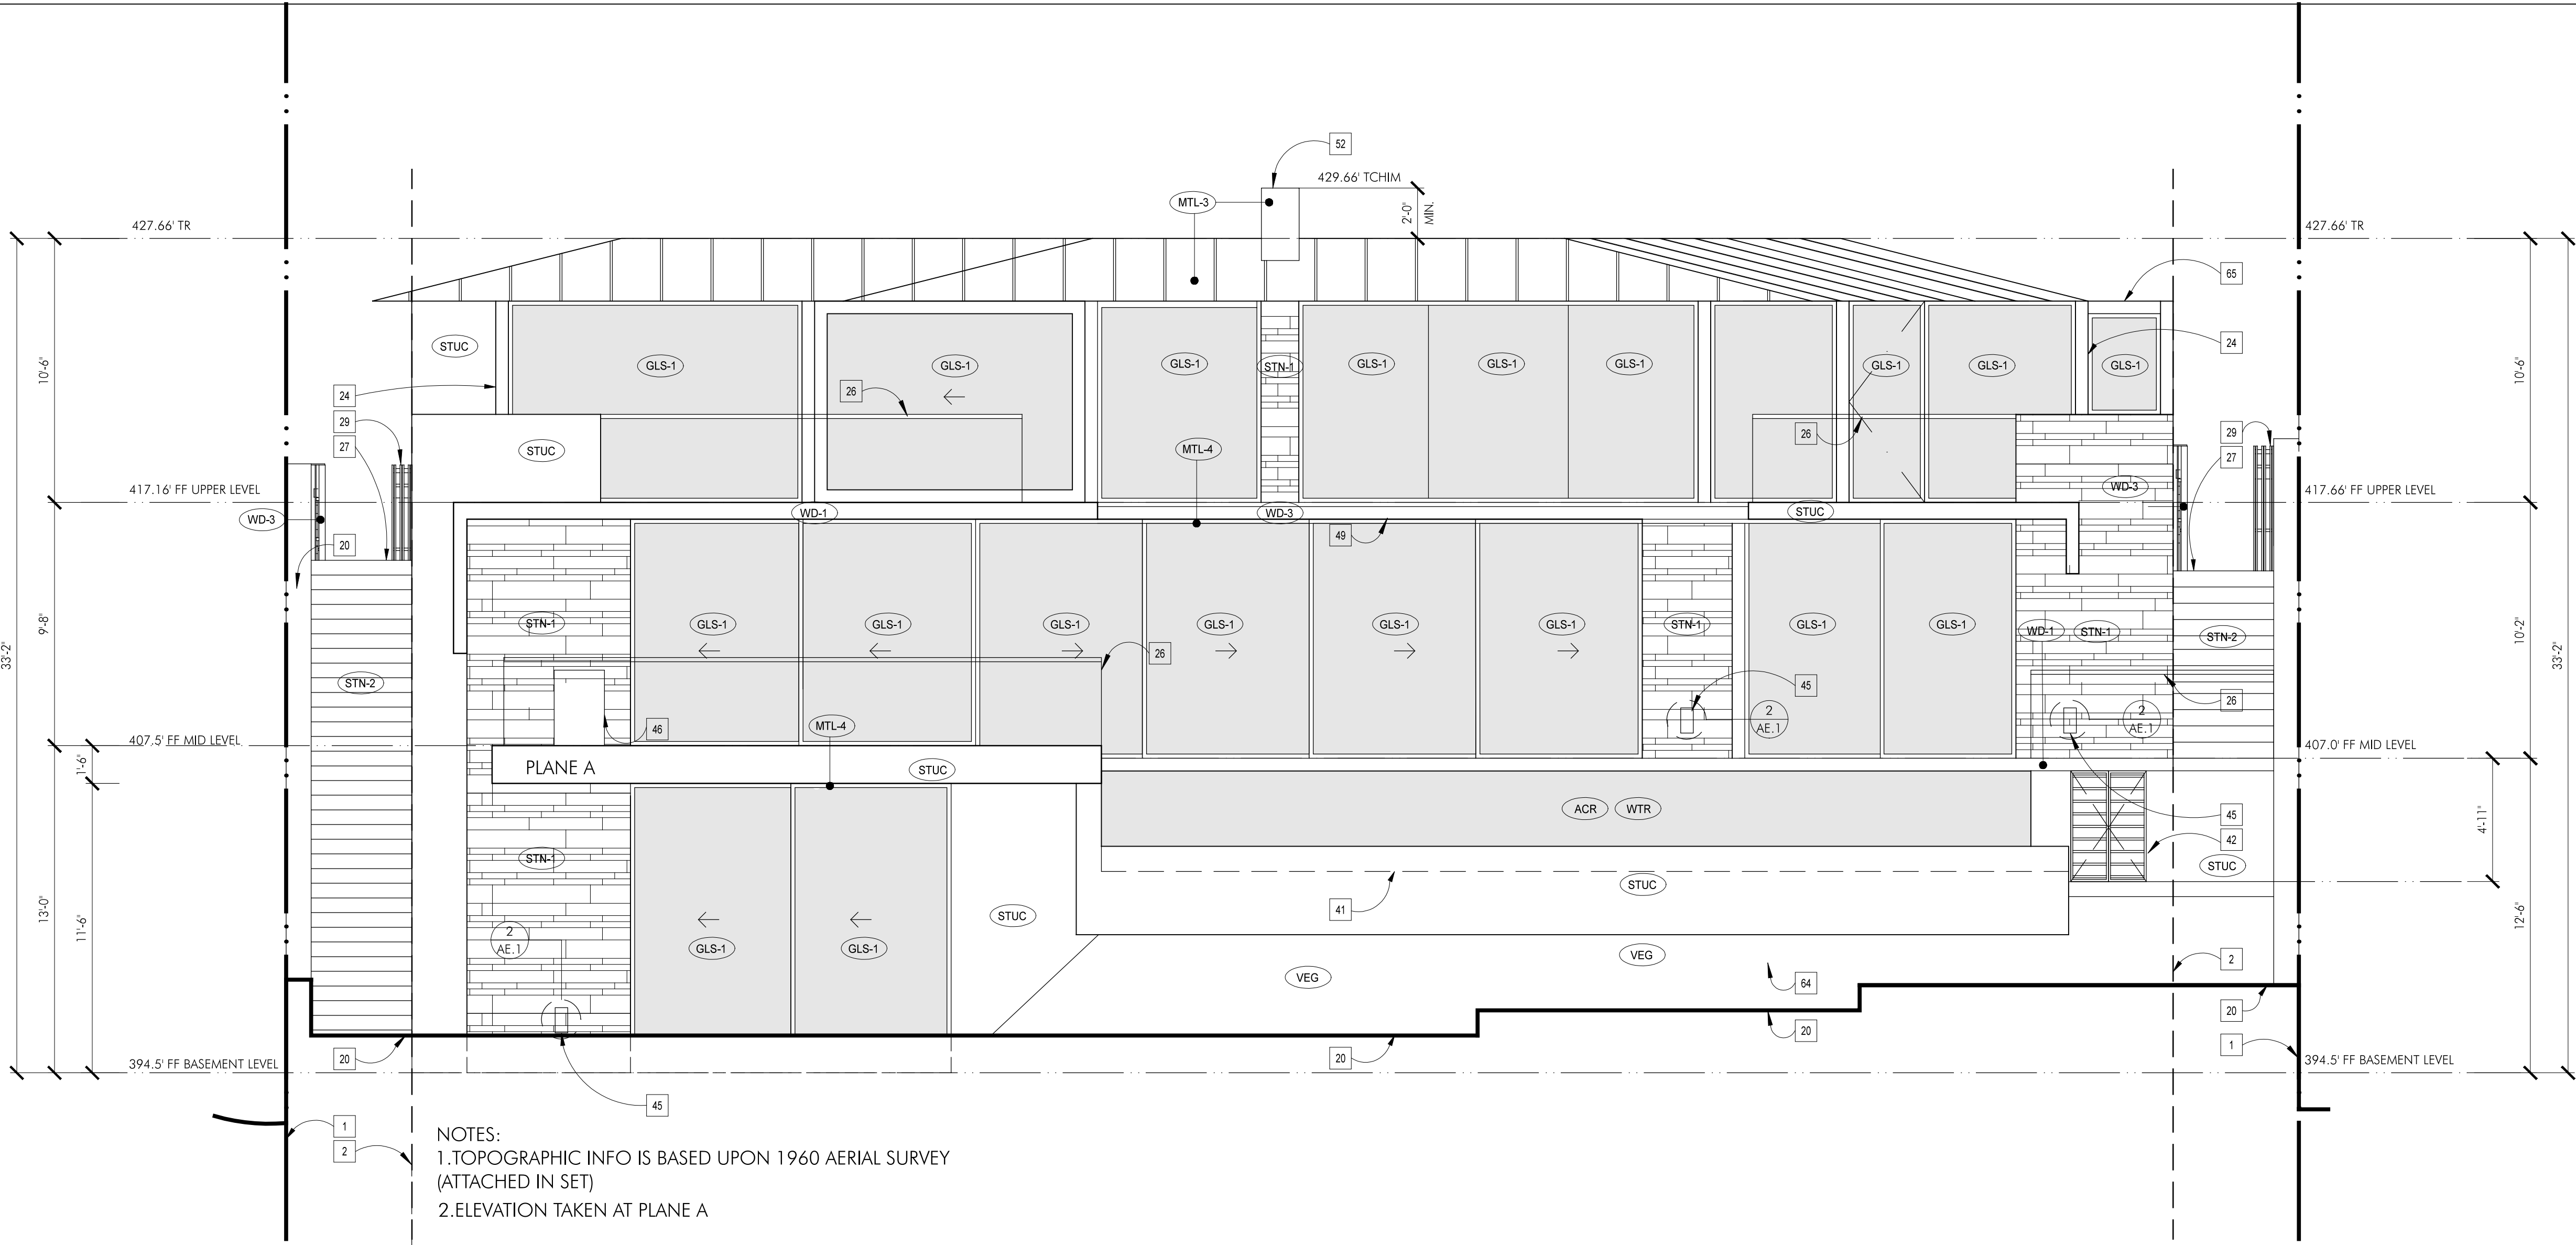 52
429.66' TCHIM
MTL-3
2'-0"
MIN.
427.66' TR
427.66' TR
65
STUC
GLS-1
GLS-1
GLS-1
STN-1
GLS-1
GLS-1
GLS-1
GLS-1
GLS-1
GLS-1
24
24
10'-6"
10'-6"
26
29
27
STUC
MTL-4
26
29
27
417.16' FF UPPER LEVEL
WD-3
417.66' FF UPPER LEVEL
WD-3
WD-1
WD-3
STUC
49
20
33'-2"
9'-8"
STN-1
GLS-1
GLS-1
GLS-1
GLS-1
GLS-1
GLS-1
STN-1
GLS-1
GLS-1
WD-1
STN-1
STN-2
10'-2"
33'-2"
26
STN-2
45
26
46
MTL-4
2
AE.1
2
AE.1
407.5' FF MID LEVEL
407.0' FF MID LEVEL
1'-6"
PLANE A
STUC
ACR
WTR
45
42
4'-11"
STN-1
STUC
STUC
13'-0"
11'-6"
41
STUC
12'-6"
2
AE.1
GLS-1
GLS-1
VEG
VEG
64
2
20
20
20
20
1
394.5' FF BASEMENT LEVEL
394.5' FF BASEMENT LEVEL
45
1
2
NOTES:
1.TOPOGRAPHIC INFO IS BASED UPON 1960 AERIAL SURVEY
(ATTACHED IN SET)
2.ELEVATION TAKEN AT PLANE A